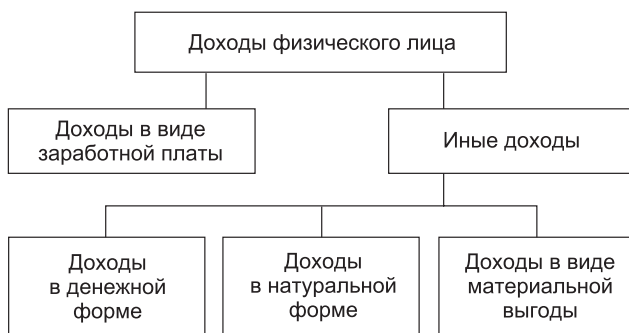 Доходы физического лица
Доходы в виде
заработной платы
Иные доходы
Доходы
в денежной
форме
Доходы
в натуральной
форме
Доходы в виде
материальной
выгоды